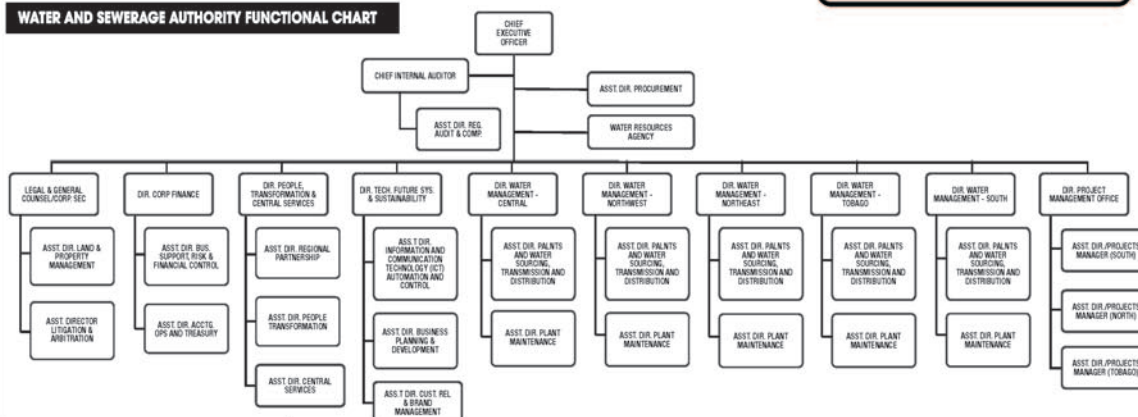 WATER AND SEWERAGE AUTHORITY FUNCTIONAL CHART
CHIEF
EXECUTIVE
OFFICER
CHIEF INTERNAL AUDITOR
ASST. DIR. PROCUREMENT
ASST. DIR. REG.
AUDIT & COMP.
WATER RESOURCES
AGENCY
LEGAL & GENERAL
COUNSEL/CORP. SEC
DIR. CORP FINANCE
DIR. PEOPLE,
TRANSFORMATION &
CENTRAL SERVICES
DIR. TECH. FUTURE SYS.
& SUSTAINABILITY
DIR. WATER
MANAGEMENT -
CENTRAL
DIR. WATER
MANAGEMENT -
NORTHWEST
DIR. WATER
MANAGEMENT -
NORTHEAST
DIR. WATER
MANAGEMENT -
TOBAGO
DIR. WATER
MANAGEMENT - SOUTH
DIR. PROJECT
MANAGEMENT OFFICE
ASST. DIR. LAND &
PROPERTY
MANAGEMENT
ASST. DIR. BUS.
SUPPORT, RISK &
FINANCIAL CONTROL
ASST. DIR. REGIONAL
PARTNERSHIP
ASS.T DIR.
INFORMATION AND
COMMUNICATION
TECHNOLOGY (ICT)
AUTOMATION AND
CONTROL
ASST. DIR. PALNTS
AND WATER
SOURCING,
TRANSMISSION AND
DISTRIBUTION
ASST. DIR. PALNTS
AND WATER
SOURCING,
TRANSMISSION AND
DISTRIBUTION
ASST. DIR. PALNTS
AND WATER
SOURCING,
TRANSMISSION AND
DISTRIBUTION
ASST. DIR. PALNTS
AND WATER
SOURCING,
TRANSMISSION AND
DISTRIBUTION
ASST. DIR. PALNTS
AND WATER
SOURCING,
TRANSMISSION AND
DISTRIBUTION
ASST. DIR./PROJECTS
MANAGER
(SOUTH)
ASST. DIRECTOR
LITIGATION &
ARBITRATION
ASST. DIR. ACCTG.
OPS AND TREASURY
ASST. DIR. PEOPLE
TRANSFORMATION
ASST. DIR. BUSINESS
PLANNING &
DEVELOPMENT
ASST. DIR. PLANT
MAINTENANCE
ASST. DIR. PLANT
MAINTENANCE
ASST. DIR. PLANT
MAINTENANCE
ASST. DIR. PLANT
MAINTENANCE
ASST. DIR. PLANT
MAINTENANCE
ASST. DIR./PROJECTS
MANAGER (NORTH)
ASST. DIR. CENTRAL
SERVICES
ASS.T DIR. CUST. REL
& BRAND
MANAGEMENT
ASST. DIR./PROJECTS
MANAGER (TOBAGO)